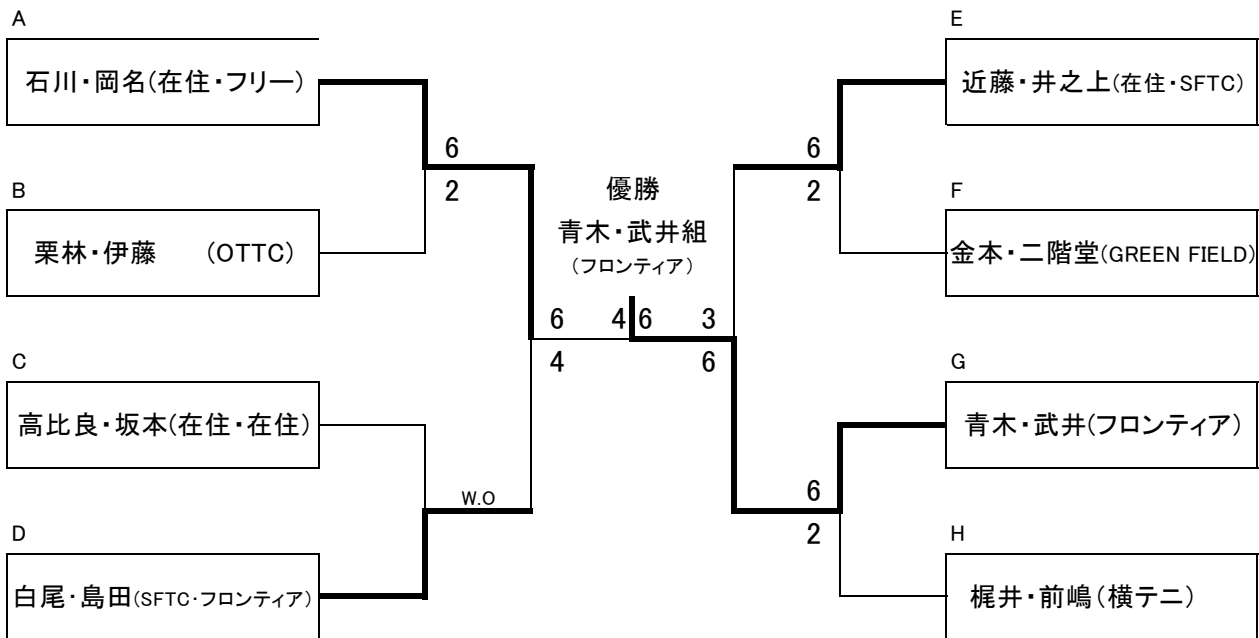 A
石川・岡名(在住・フリー)
6
2
B
栗林・伊藤　(OTTC)
6
4
C
高比良・坂本(在住・在住)
W.O
D
白尾・島田(SFTC・フロンティア)
優勝
青木・武井組
(フロンティア)
4 6
E
近藤・井之上(在住・SFTC)
6
2
F
金本・二階堂(GREEN FIELD)
3
6
G
青木・武井(フロンティア)
6
2
H
梶井・前嶋(横テニ)